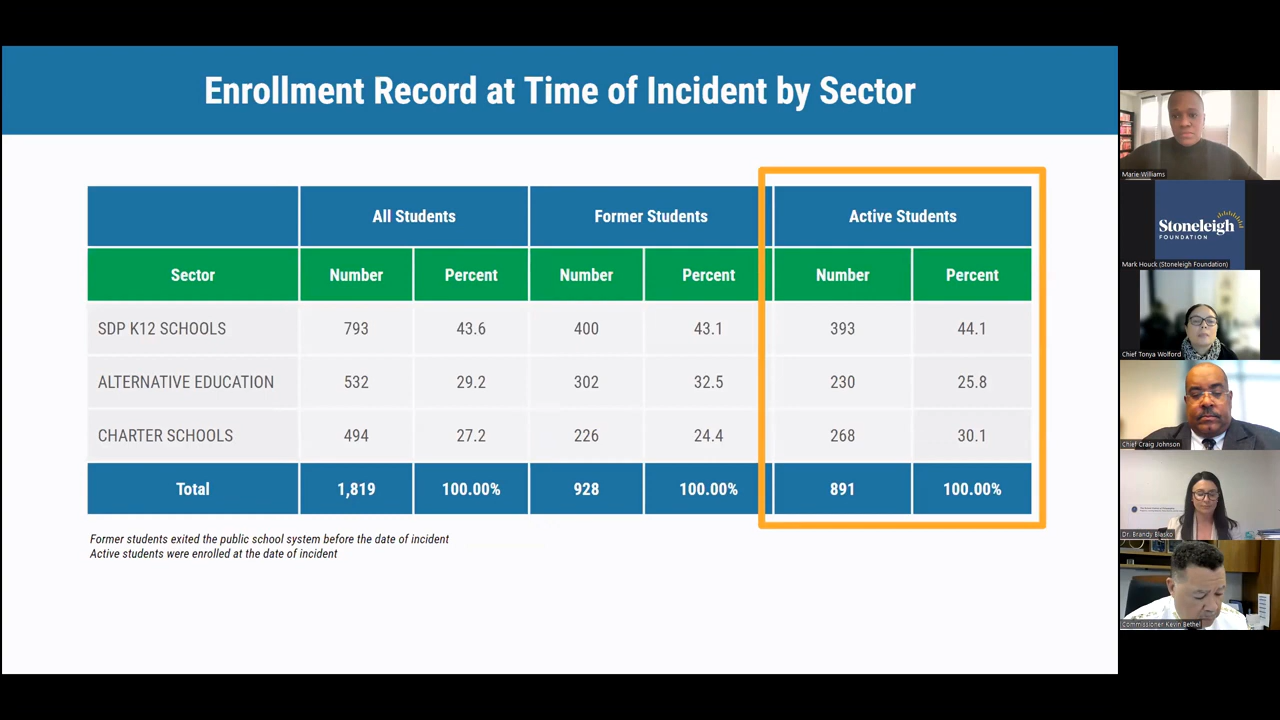 Enrollment Record at Time of Incident by Sector
All Students Former Students Active Students
Sector Number Percent Number Percent Number Percent
SDP K12 SCHOOLS 793 43.6 400 43.1 393 44.1
ALTERNATIVE EDUCATION 532 29.2 302 32.5 230 25.8
CHARTER SCHOOLS 494 27.2 226 24.4 268 30.1
Total 1,819 100.00% 928 100.00% 891 100.00%
Former students exited the public school system before the date of incident
Active students were enrolled at the date of incident
Marie Williams
Stoneleigh
FOUNDATION
Mark Houck (Stoneleigh Foundation)
Chief Tonya Wolford
Chief Craig Johnson
Dr. Brandy Blasko
Commissioner Kevin Bethel